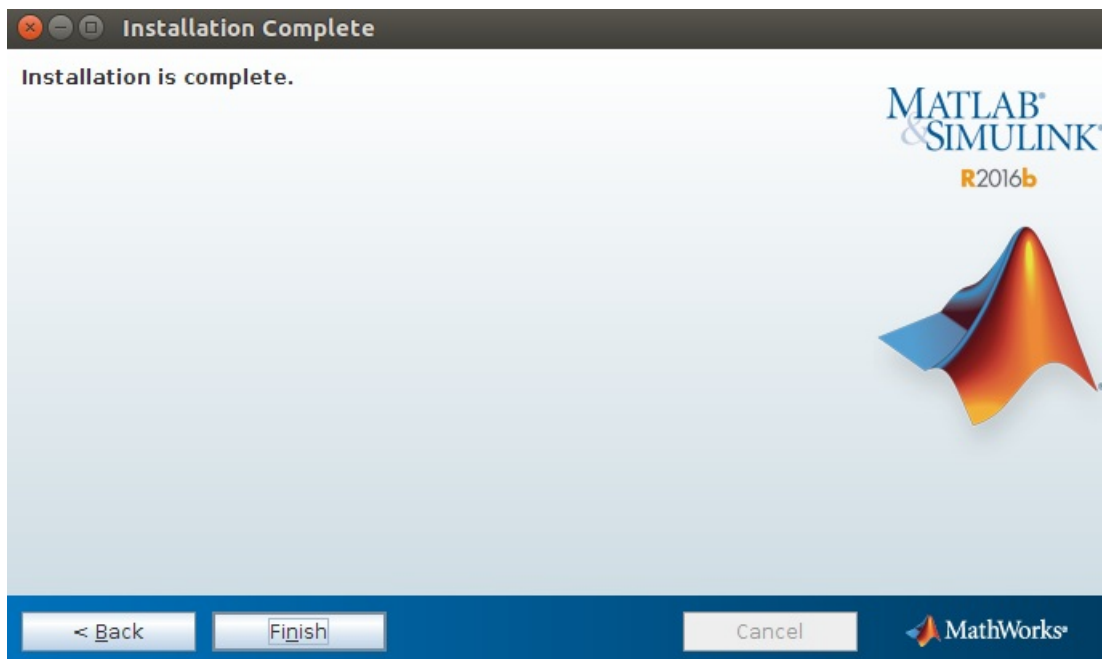 Installation Complete
Installation is complete.
MATLAB®
&SIMULINK®
R2016b
< Back
Finish
Cancel
MathWorks®